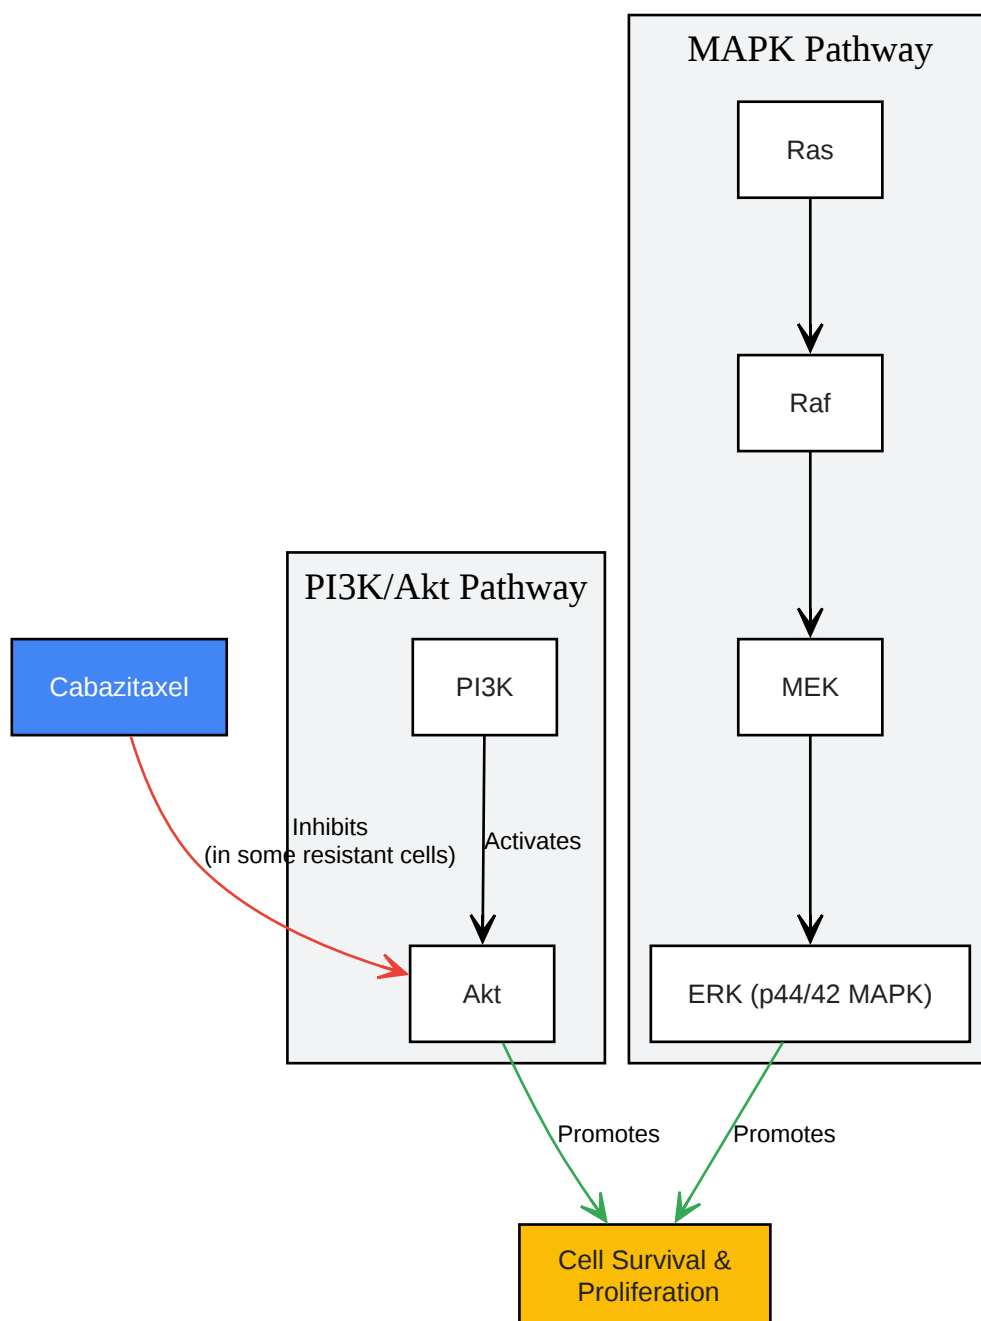 MAPK Pathway
Ras
Raf
PI3K/Akt Pathway
Cabazitaxel
PI3K
MEK
Inhibits
(in some resistant cells)
Activates
Akt
ERK (p44/42 MAPK)
Promotes
Promotes
Cell Survival &
Proliferation